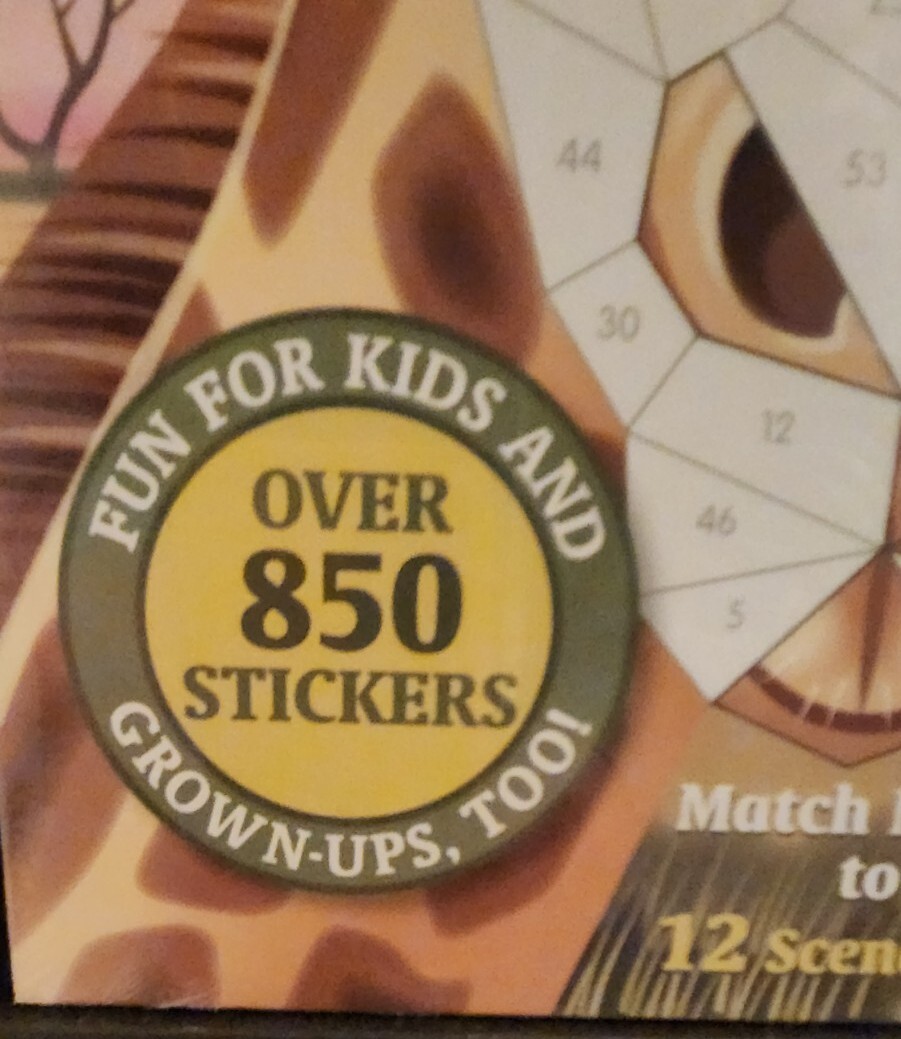 44
53
30
12
46
5
FUN FOR KIDS AND
OVER
850
STICKERS
GROWN-UPS, TOO!
Match
to
12